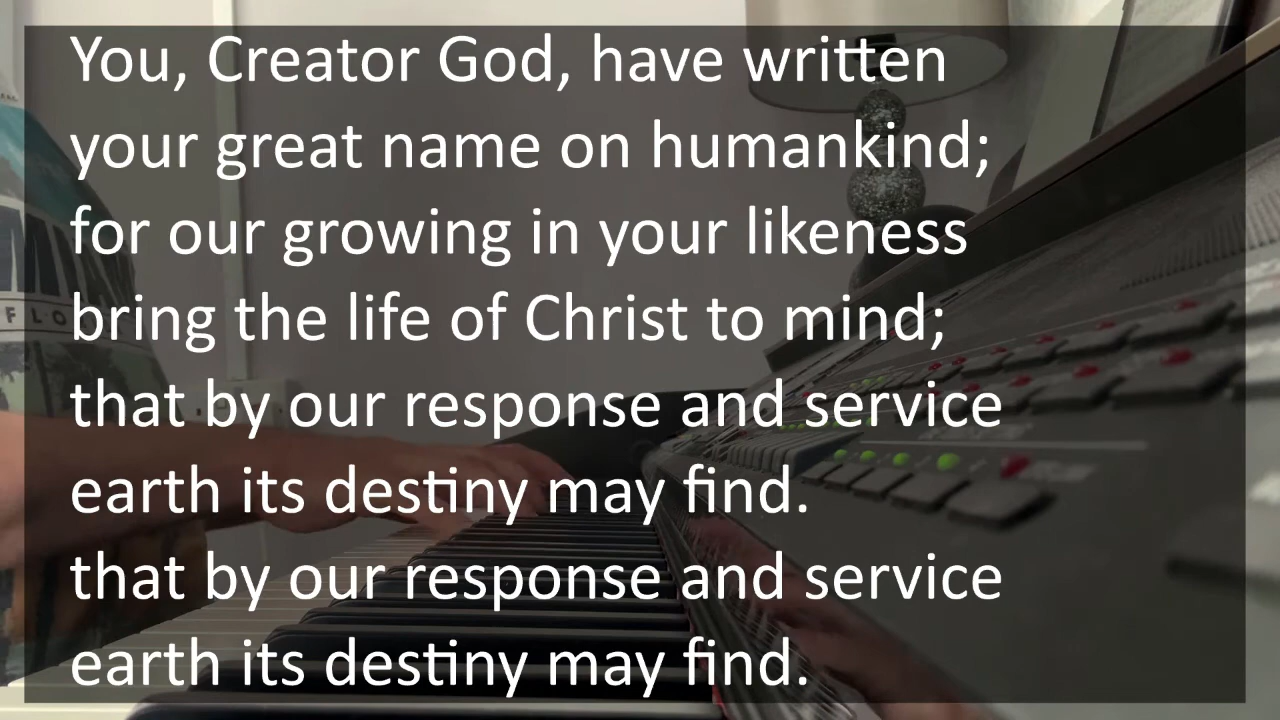 You, Creator God, have written
your great name on humankind;
for our growing in your likeness
bring the life of Christ to mind;
that by our response and service
earth its destiny may find.
that by our response and service
earth its destiny may find.